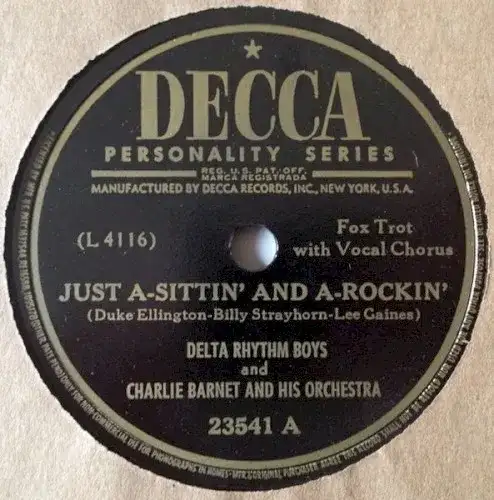 DECCA
PERSONALITY SERIES
REG. U.S. PAT. OFF.
MARCA REGISTRADA
MANUFACTURED BY DECCA RECORDS, INC., NEW YORK, U.S.A.
(L 4116)
Fox Trot
with Vocal Chorus
JUST A-SITTIN' AND A-ROCKIN'
(Duke Ellington-Billy Strayhorn-Lee Gaines)
DELTA RHYTHM BOYS
and
CHARLIE BARNET AND HIS ORCHESTRA
23541 A